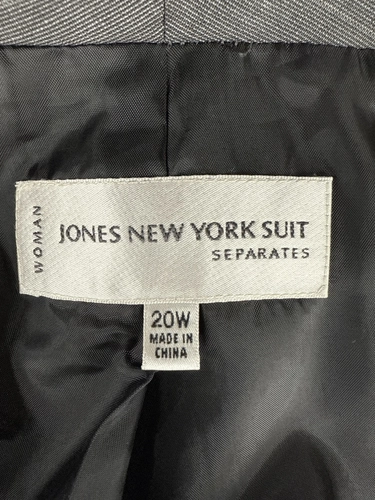 WOMAN
JONES NEW YORK SUIT
SEPARATES
20W
MADE IN
CHINA